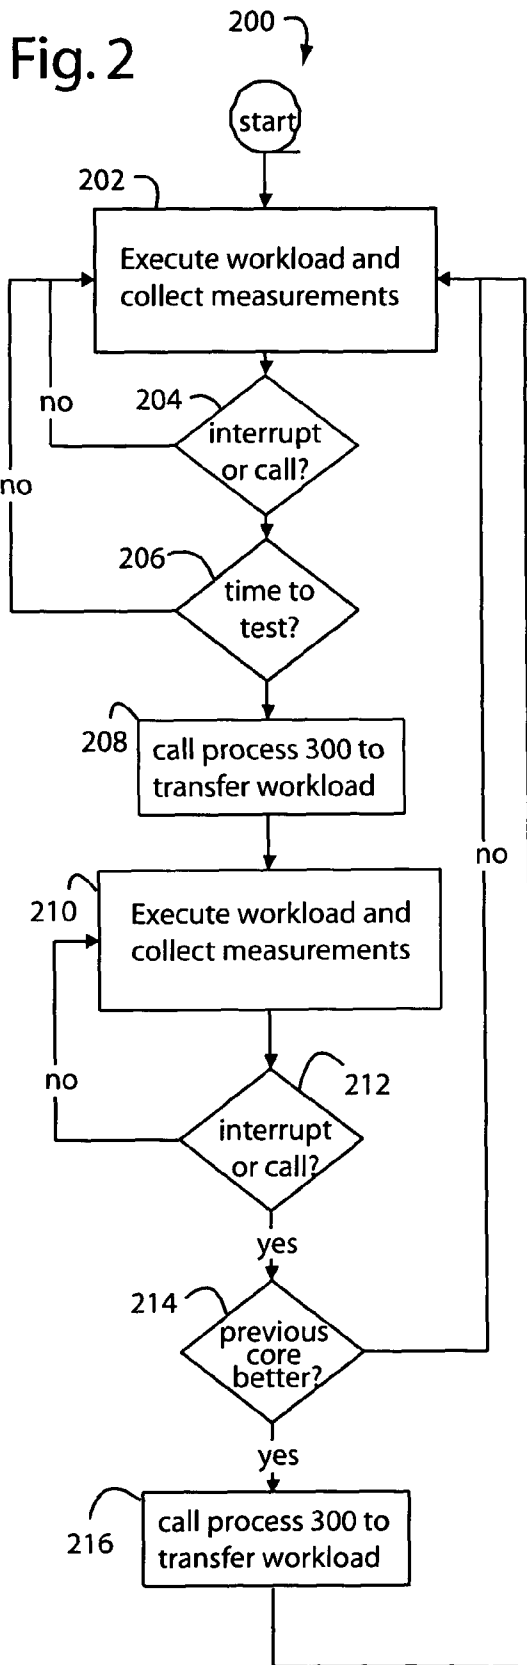 200
Fig. 2
start
202
Execute workload and
collect measurements
no
204
interrupt
or call?
no
206
time to
test?
208
call process 300 to
transfer workload
no
210
Execute workload and
collect measurements
no
212
interrupt
or call?
yes
214
previous
core
better?
yes
216
call process 300 to
transfer workload